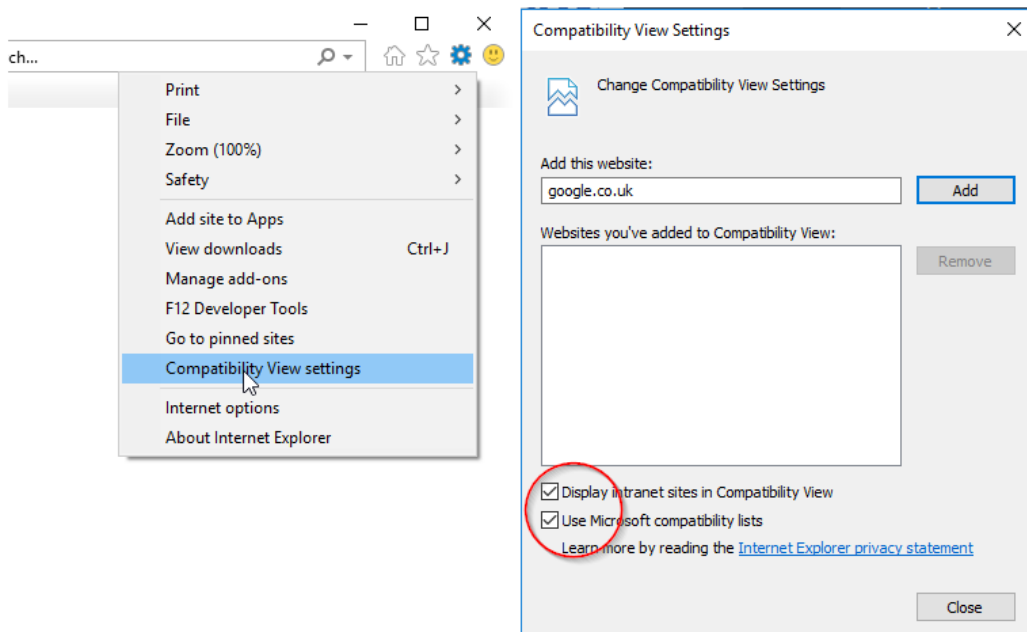 ch...
Print
File
Zoom (100%)
Safety
Add site to Apps
View downloads Ctrl+J
Manage add-ons
F12 Developer Tools
Go to pinned sites
Compatibility View settings
Internet options
About Internet Explorer
Compatibility View Settings
Change Compatibility View Settings
Add this website:
google.co.uk Add
Websites you've added to Compatibility View:
Remove
Display intranet sites in Compatibility View
Use Microsoft compatibility lists
Learn more by reading the Internet Explorer privacy statement
Close